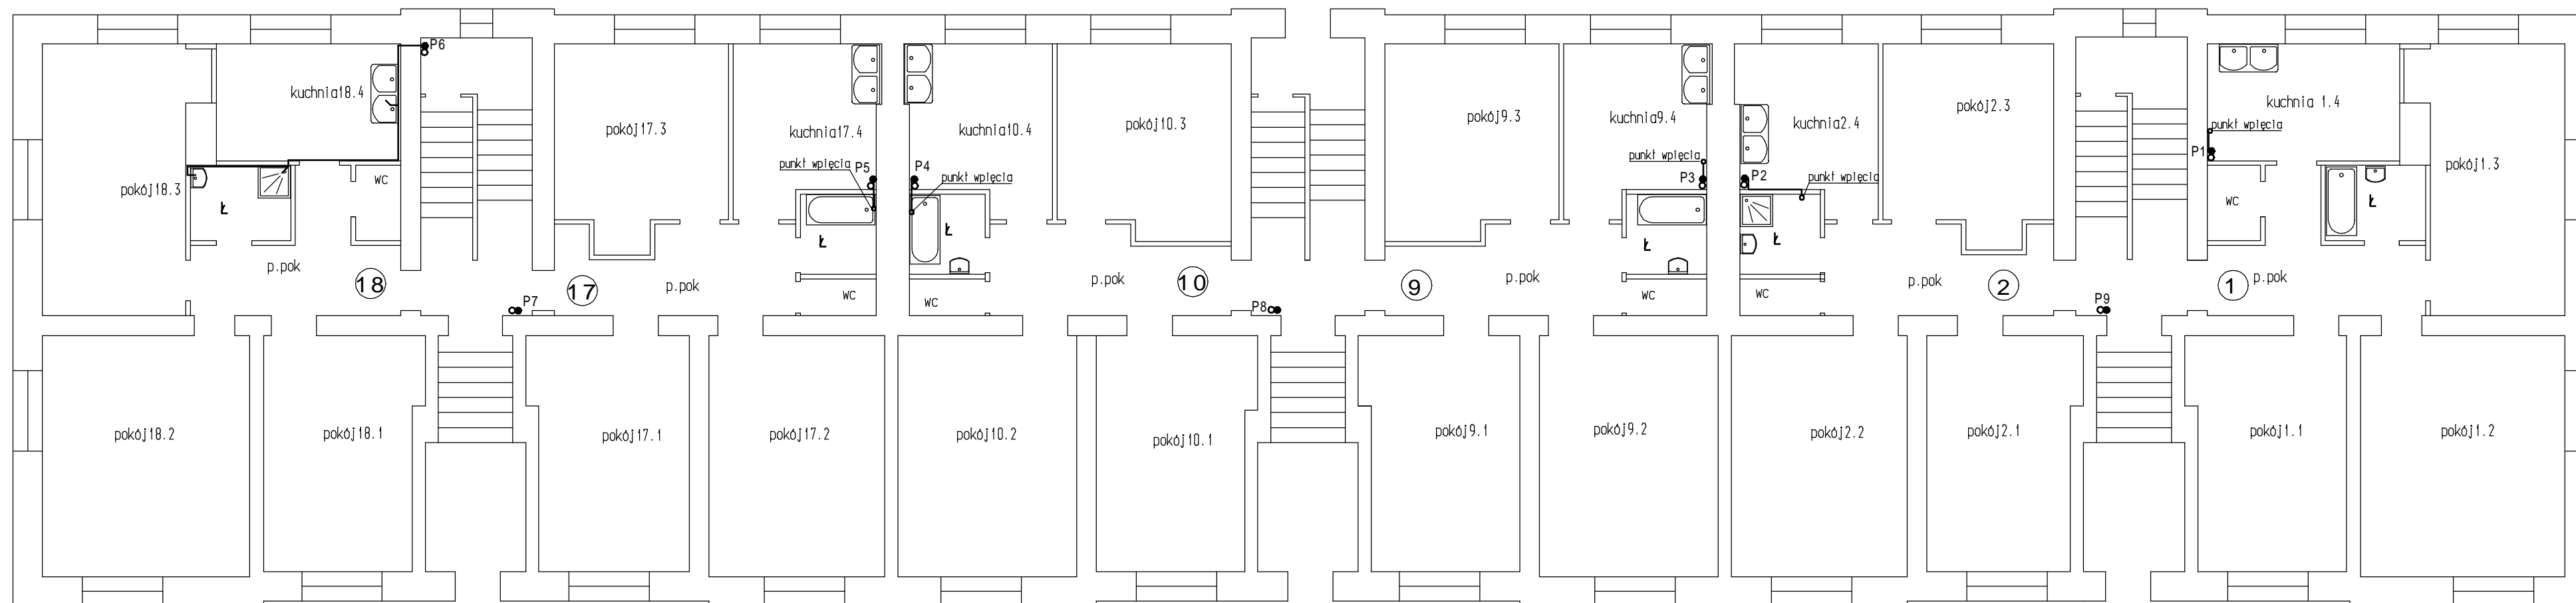 P6
kuchnia18.4
kuchnia 1.4
pokój2.3
pokój9.3
kuchnia9.4
kuchnia2.4
pokój17.3
kuchnia17.4
kuchnia10.4
pokój10.3
punkt wpięcia
P1
punkt wpięcia
P3
punkt wpięcia
P5
P4
punkt wpięcia
P2
punkt wpięcia
pokój1.3
pokój18.3
WC
Ł
WC
Ł
Ł
Ł
Ł
Ł
p.pok
18
17
p.pok
WC
WC
p.pok
10
9
p.pok
WC
WC
p.pok
2
1
p.pok
P7
P8
P9
pokój18.2
pokój18.1
pokój17.1
pokój17.2
pokój10.2
pokój10.1
pokój9.1
pokój9.2
pokój2.2
pokój2.1
pokój1.1
pokój1.2